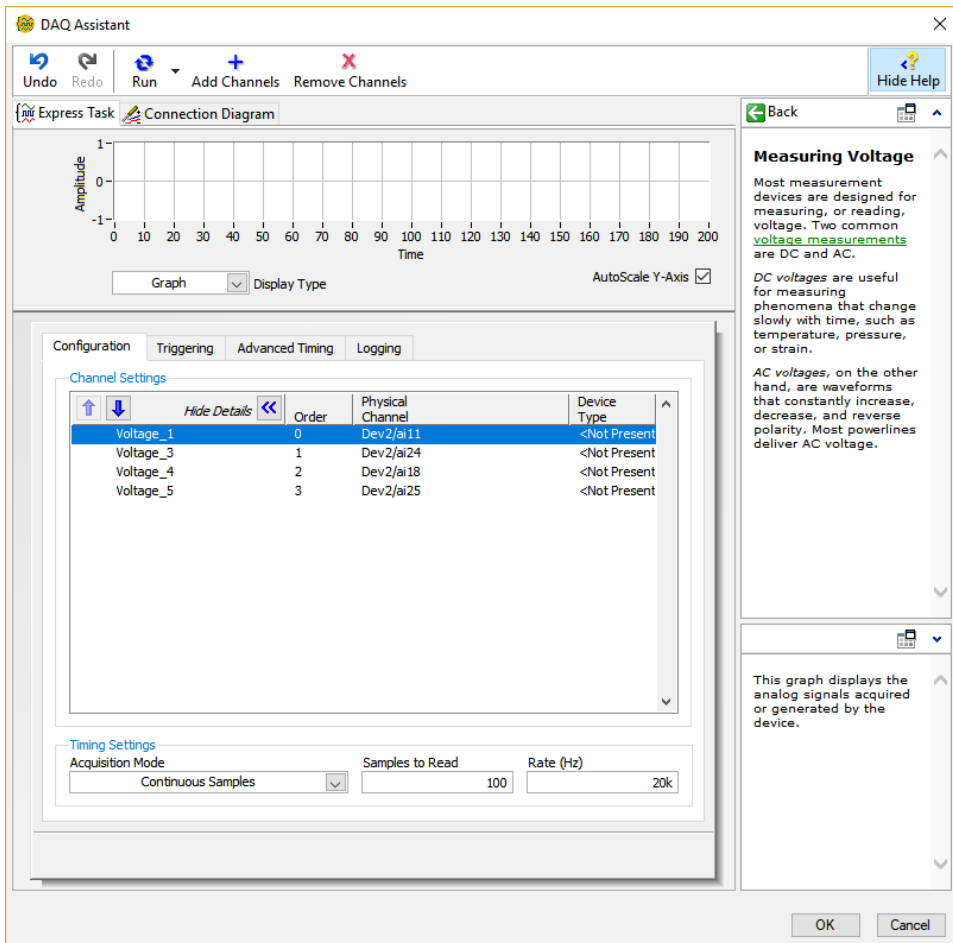 DAQ Assistant
Undo Redo Run Add Channels Remove Channels Hide Help
Express Task Connection Diagram
Amplitude
1
0
-1
0 10 20 30 40 50 60 70 80 90 100 110 120 130 140 150 160 170 180 190 200
Time
Graph Display Type AutoScale Y-Axis
Configuration Triggering Advanced Timing Logging
Channel Settings
Hide Details Order Physical Channel Device Type
Voltage_1 0 Dev2/ai11 <Not Present
Voltage_3 1 Dev2/ai24 <Not Present
Voltage_4 2 Dev2/ai18 <Not Present
Voltage_5 3 Dev2/ai25 <Not Present
Timing Settings
Acquisition Mode Samples to Read Rate (Hz)
Continuous Samples 100 20k
Back
Measuring Voltage
Most measurement
devices are designed for
measuring, or reading,
voltage. Two common
voltage measurements
are DC and AC.
DC voltages are useful
for measuring
phenomena that change
slowly with time, such as
temperature, pressure,
or strain.
AC voltages, on the other
hand, are waveforms
that constantly increase,
decrease, and reverse
polarity. Most powerlines
deliver AC voltage.
This graph displays the
analog signals acquired
or generated by the
device.
OK Cancel